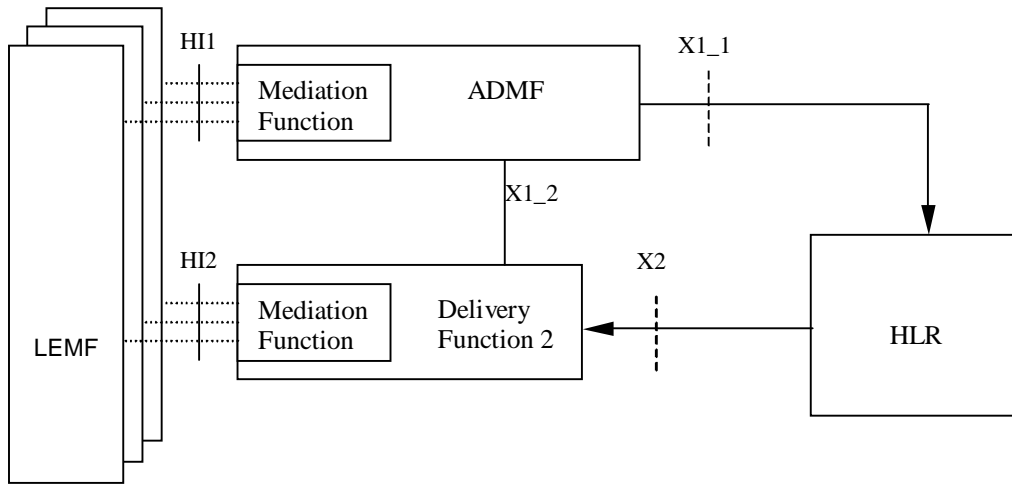 HI1
X1_1
Mediation
Function
ADMF
X1_2
HI2
X2
Mediation
Function
Delivery
Function 2
LEMF
HLR